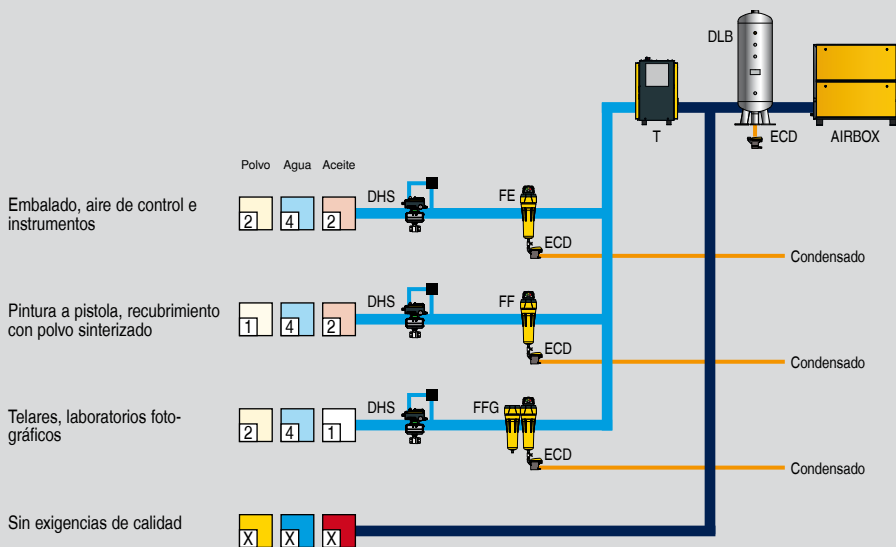 DLB
T
ECD
AIRBOX
Polvo Agua Aceite
Embalado, aire de control e
instrumentos
2 4 2
DHS
FE
ECD
Condensado
Pintura a pistola, recubrimiento
con polvo sinterizado
1 4 2
DHS
FF
ECD
Condensado
Telares, laboratorios foto-
gráficos
2 4 1
DHS
FFG
ECD
Condensado
Sin exigencias de calidad
X X X